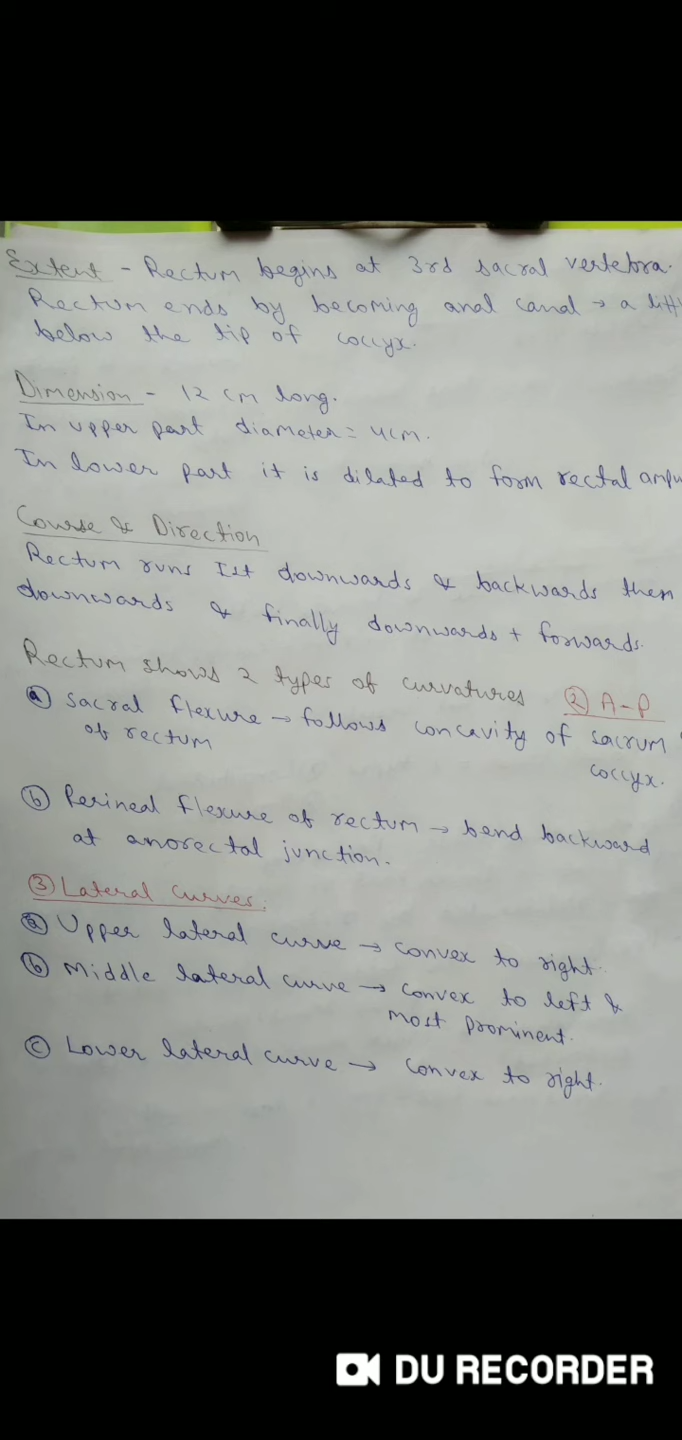 Extent - Rectum begins at 3rd sacral vertebra.
Rectum ends by becoming anal canal → a
below the tip of coccyx.
Dimension - 12 cm long.
In upper part diameter = 4cm.
In lower part it is dilated to form rectal
Course & Direction
Rectum runs Ist downwards & backwards then
downwards & finally downwards + forwards.
Rectum shows 2 types of curvatures ② A-P
ⓐ Sacral flexure → follows concavity of sacrum
of rectum
coccyx.
ⓑ Perineal flexure of rectum → bend backward
at anorectal junction.
③ Lateral curves.
ⓐ Upper lateral curve → convex to right.
ⓑ Middle lateral curve → convex to left &
most prominent.
ⓒ Lower lateral curve → convex to right.
DU RECORDER